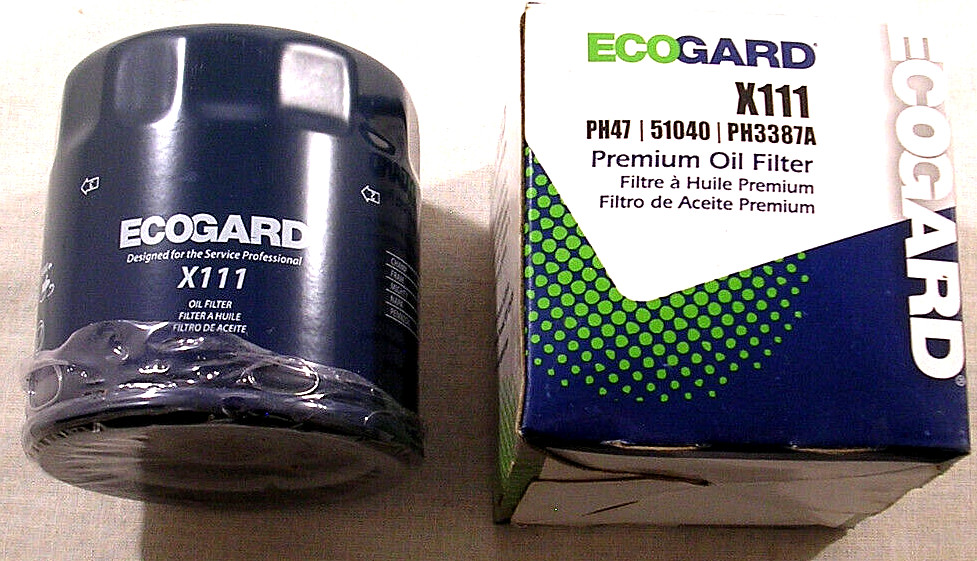 ECOGARD
Designed for the Service Professional
X111
OIL FILTER
FILTER A HUILE
FILTRO DE ACEITE
ECOGARD®
X111
PH47 | 51040 | PH3387A
Premium Oil Filter
Filtre à Huile Premium
Filtro de Aceite Premium
ECOGARD®